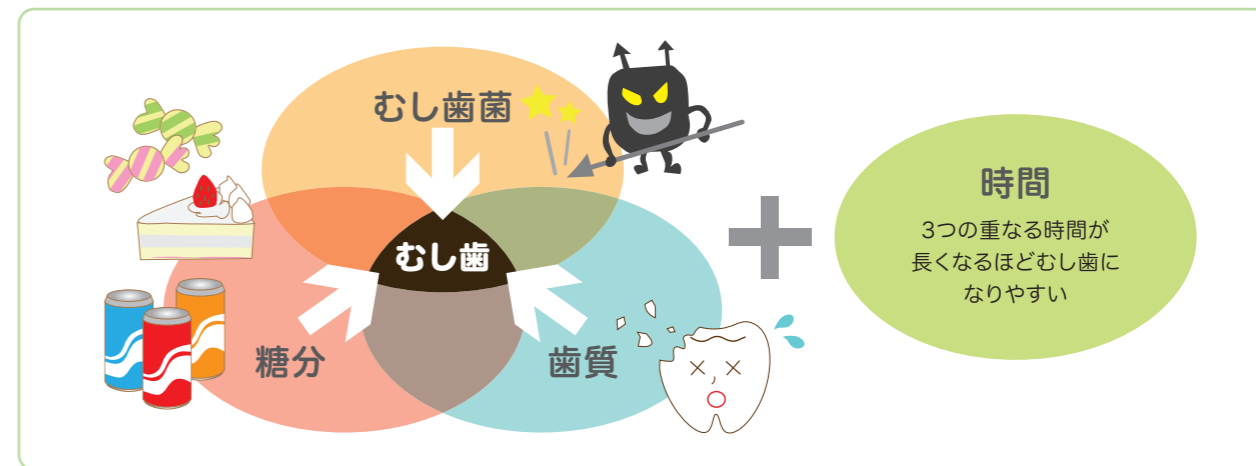 むし歯菌
むし歯
糖分
歯質
時間
3つの重なる時間が
長くなるほどむし歯に
なりやすい